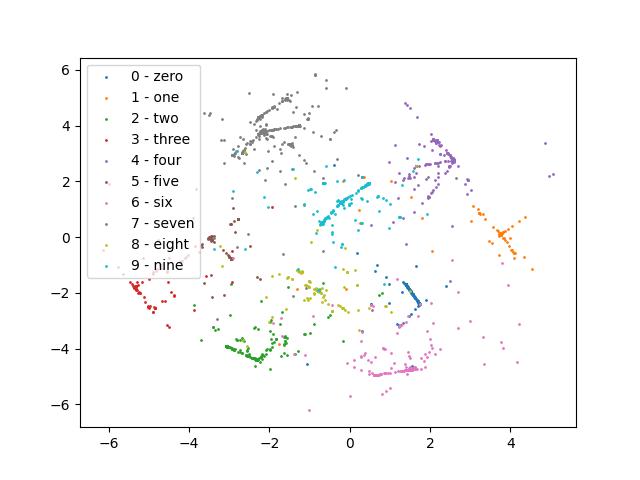 6
4
2
0
−2
−4
−6
−6
−4
−2
0
2
4
0 - zero
1 - one
2 - two
3 - three
4 - four
5 - five
6 - six
7 - seven
8 - eight
9 - nine